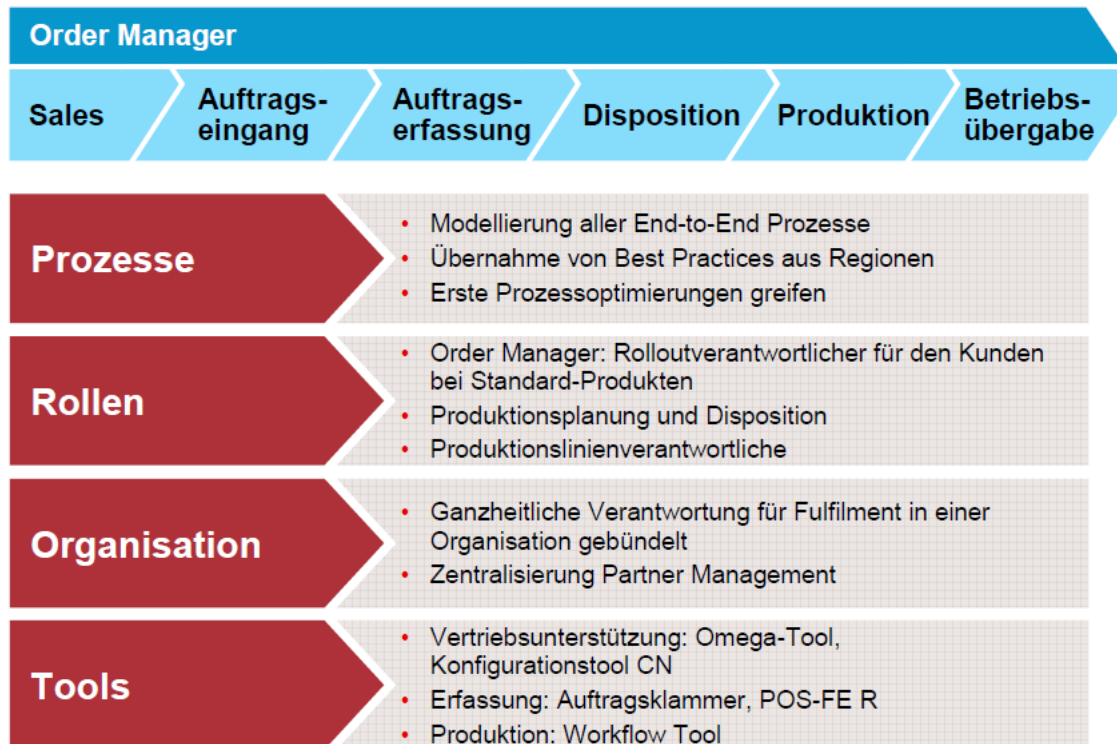 Order Manager
Sales
Auftrags-
eingang
Auftrags-
erfassung
Disposition
Produktion
Betriebs-
übergabe
Prozesse
• Modellierung aller End-to-End Prozesse
• Übernahme von Best Practices aus Regionen
• Erste Prozessoptimierungen greifen
Rollen
• Order Manager: Rolloutverantwortlicher für den Kunden
bei Standard-Produkten
• Produktionsplanung und Disposition
• Produktionslinienverantwortliche
Organisation
• Ganzheitliche Verantwortung für Fulfilment in einer
Organisation gebündelt
• Zentralisierung Partner Management
Tools
• Vertriebsunterstützung: Omega-Tool,
Konfigurationstool CN
• Erfassung: Auftragsklammer, POS-FE R
• Produktion: Workflow Tool